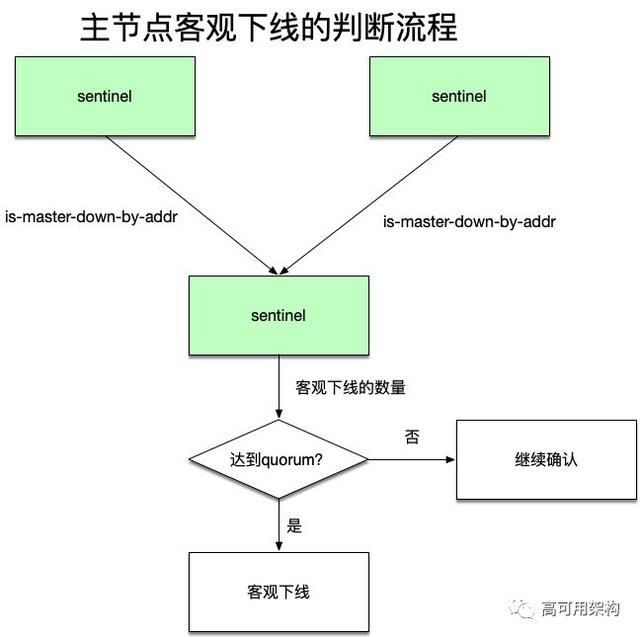 主节点客观下线的判断流程
sentinel
sentinel
is-master-down-by-addr
is-master-down-by-addr
sentinel
客观下线的数量
达到quorum?
否
继续确认
是
客观下线
高可用架构